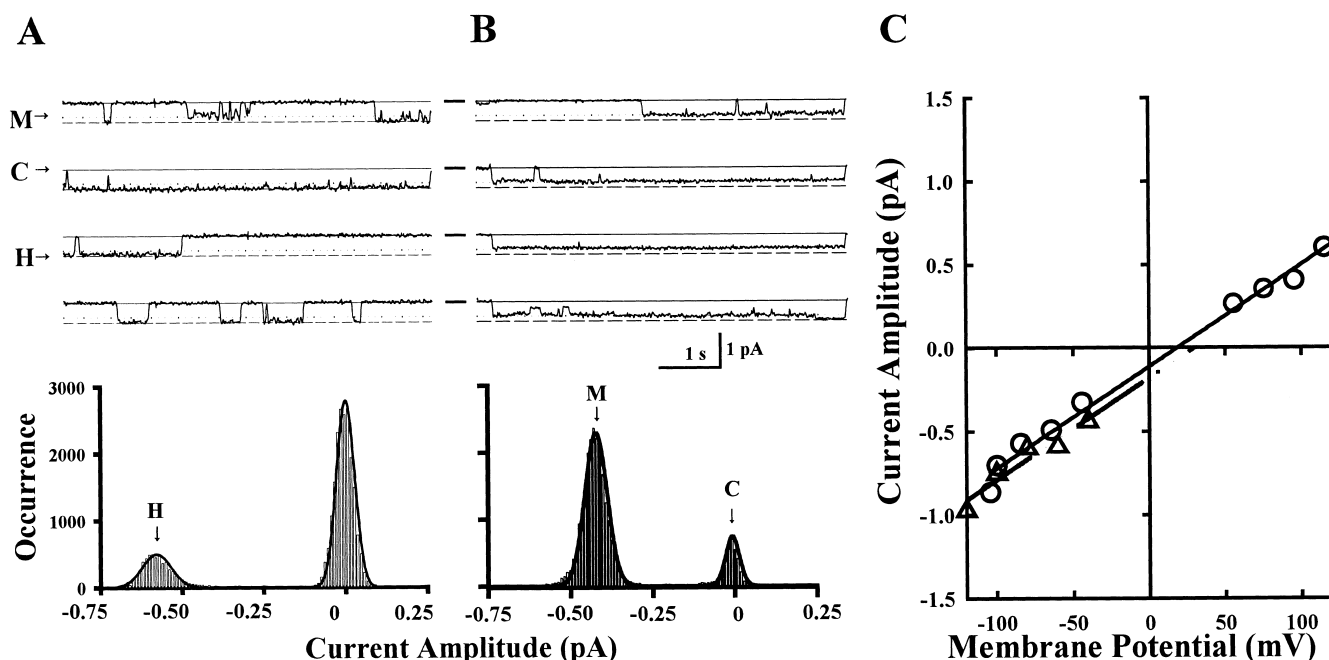 A B C
M→
C →
H→
1 s 1 pA
3000
2000
1000
0
Occurrence
H
M
C
-0.75 -0.50 -0.25 0 0.25
-0.75 -0.50 -0.25 0 0.25
Current Amplitude (pA)
1.5
1.0
0.5
0.0
-0.5
-1.0
-1.5
Current Amplitude (pA)
-100 -50 0 50 100
Membrane Potential (mV)